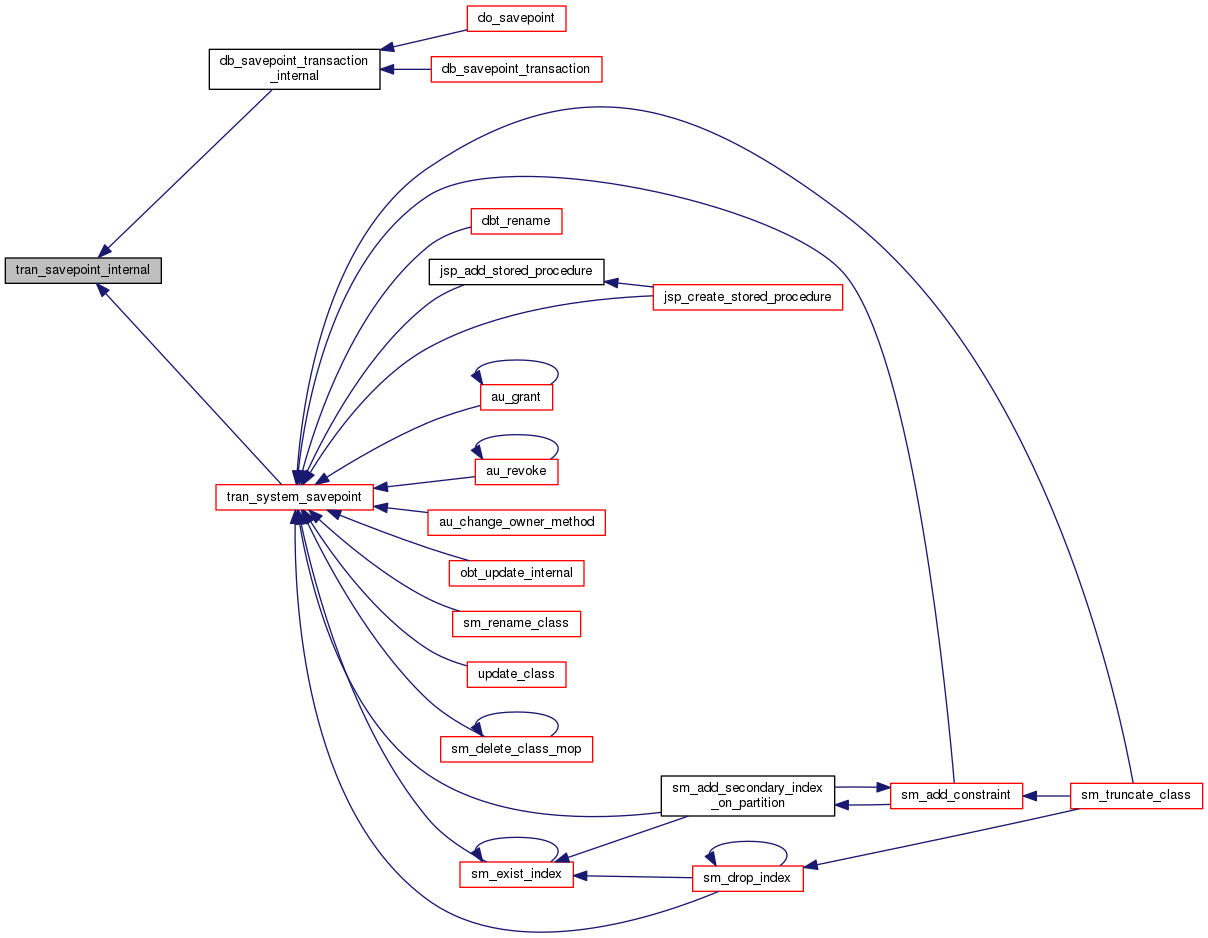 do_savepoint
db_savepoint_transaction
_internal
db_savepoint_transaction
dbt_rename
tran_savepoint_internal
jsp_add_stored_procedure
jsp_create_stored_procedure
au_grant
au_revoke
tran_system_savepoint
au_change_owner_method
obt_update_internal
sm_rename_class
update_class
sm_delete_class_mop
sm_add_secondary_index
_on_partition
sm_add_constraint
sm_truncate_class
sm_exist_index
sm_drop_index